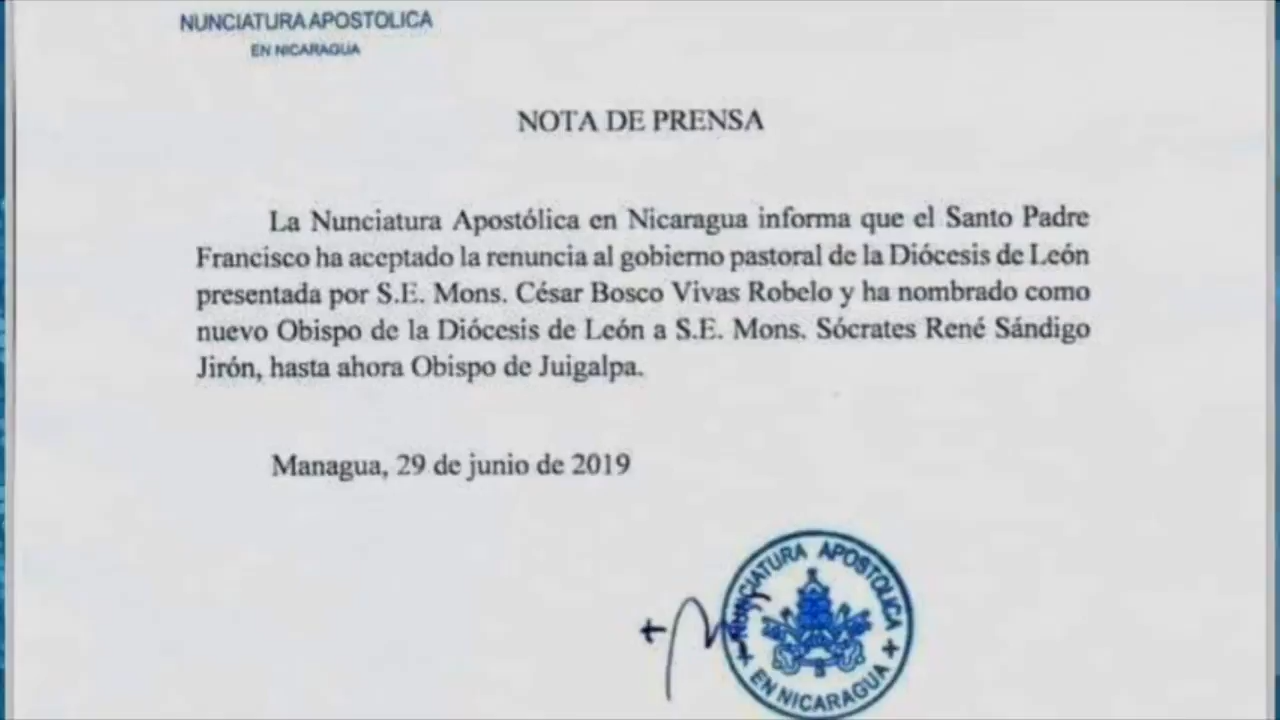 NUNCIATURA APOSTOLICA
EN NICARAGUA
NOTA DE PRENSA
La Nunciatura Apostólica en Nicaragua informa que el Santo Padre
Francisco ha aceptado la renuncia al gobierno pastoral de la Diócesis de León
presentada por S.E. Mons. César Bosco Vivas Robelo y ha nombrado como
nuevo Obispo de la Diócesis de León a S.E. Mons. Sócrates René Sándigo
Jirón, hasta ahora Obispo de Juigalpa.
Managua, 29 de junio de 2019
NUNCIATURA APOSTOLICA
EN NICARAGUA